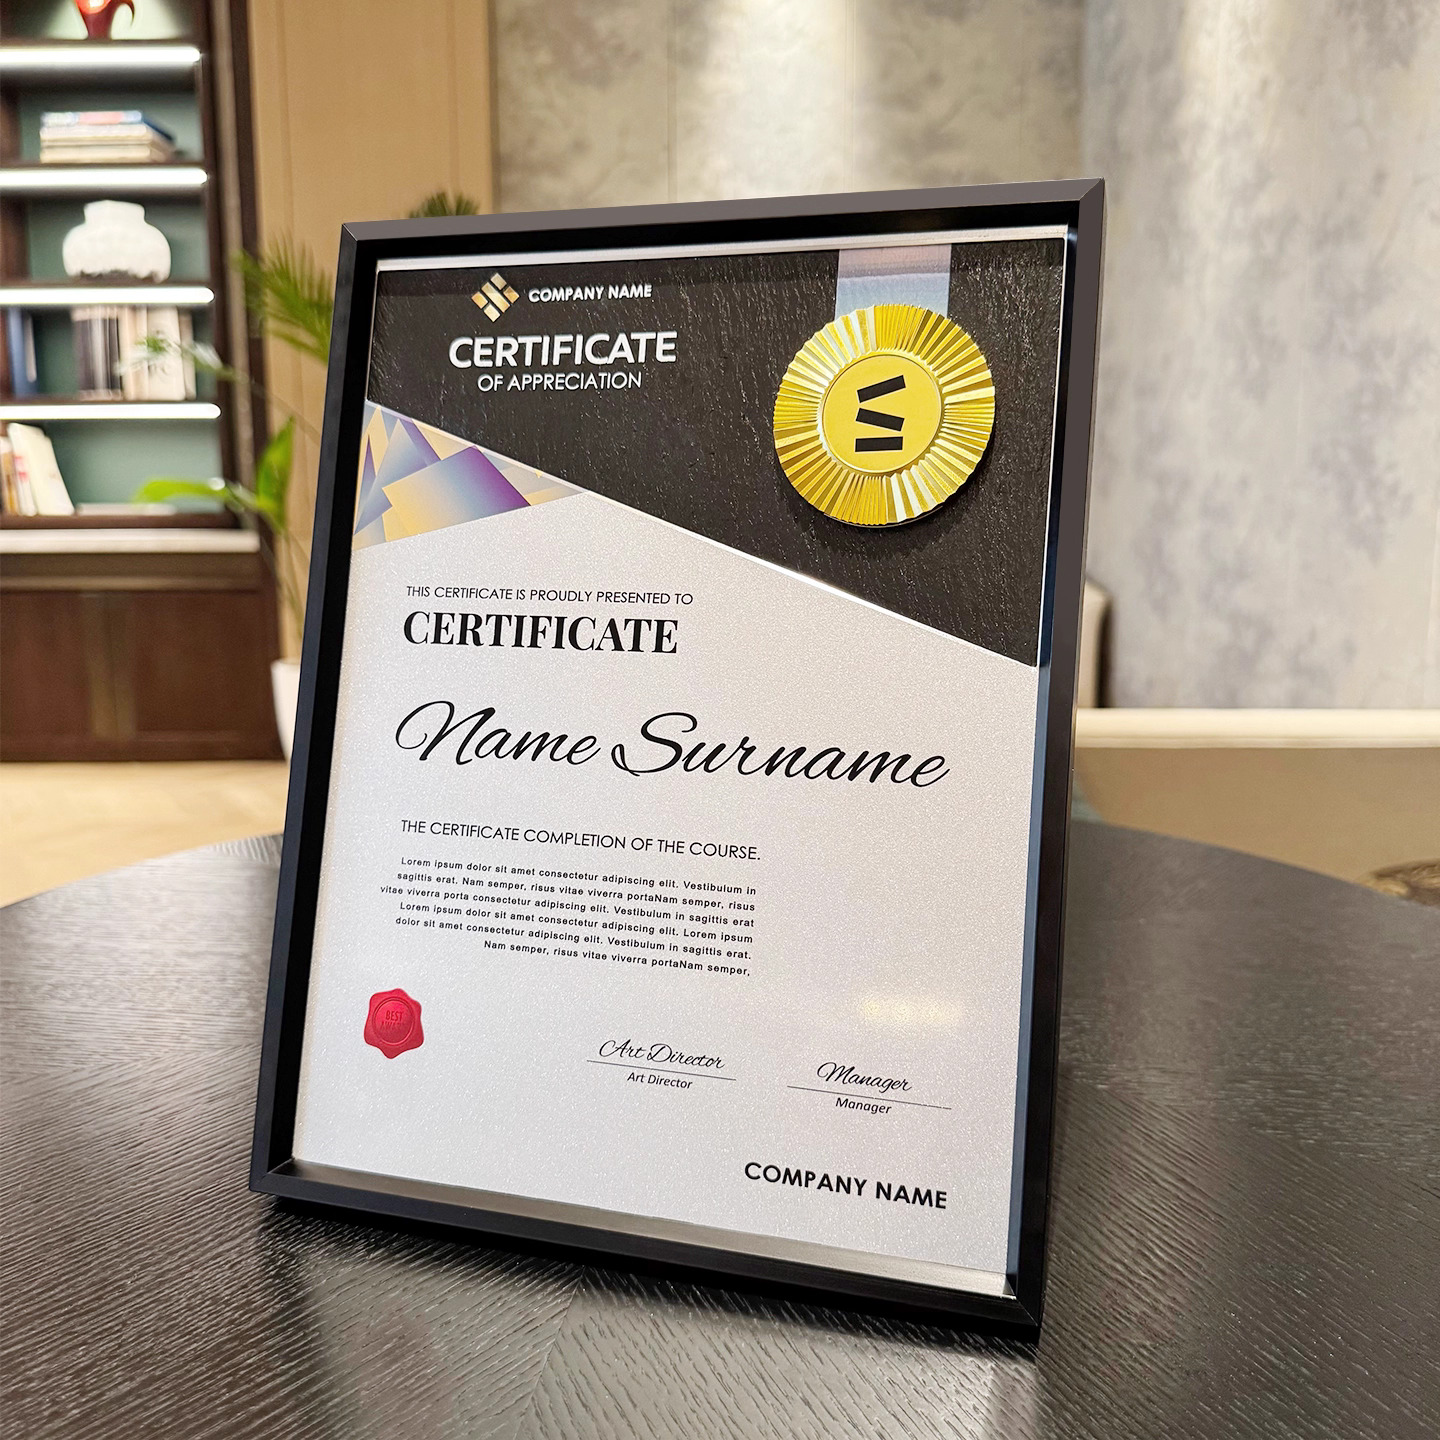 COMPANY NAME
CERTIFICATE
OF APPRECIATION
THIS CERTIFICATE IS PROUDLY PRESENTED TO
CERTIFICATE
Name Surname
THE CERTIFICATE COMPLETION OF THE COURSE.
Lorem ipsum dolor sit amet consectetur adipiscing elit. Vestibulum in
sagittis erat. Nam semper, risus vitae viverra portaNam semper, risus
vitae viverra porta consectetur adipiscing elit. Vestibulum in sagittis erat
Lorem ipsum dolor sit amet consectetur adipiscing elit. Lorem ipsum
dolor sit amet consectetur adipiscing elit. Vestibulum in sagittis erat.
Nam semper, risus vitae viverra portaNam semper,
BEST
Art Director
Art Director
Manager
Manager
COMPANY NAME